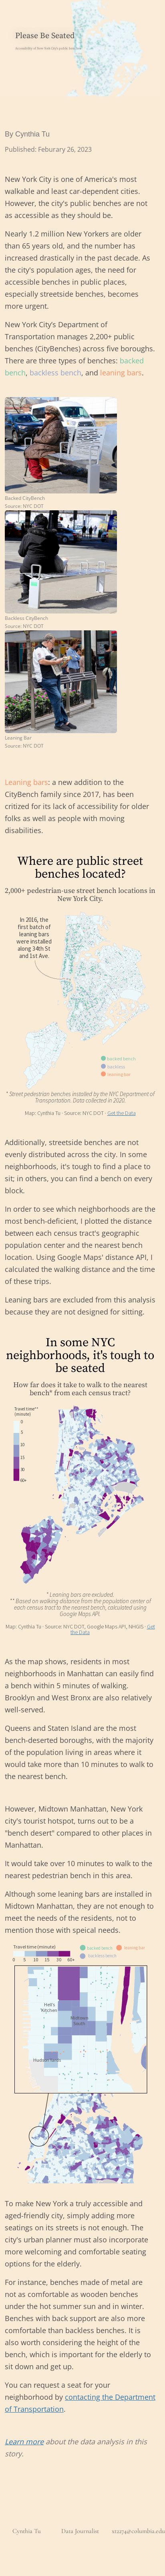 Please Be Seated
By Cynthia Tu
Published: Feburary 26, 2023
New York City is one of America's most
walkable and least car-dependent cities.
However, the city's public benches are not
as accessible as they should be.
Nearly 1.2 million New Yorkers are older
than 65 years old, and the number has
increased drastically in the past decade. As
the city's population ages, the need for
accessible benches in public places,
especially streetside benches, becomes
more urgent.
New York City's Department of
Transportation manages 2,200+ public
benches (CityBenches) across five boroughs.
There are three types of benches: backed
bench, backless bench, and leaning bars.
Backed CityBench
Source: NYC DOT
Backless CityBench
Source: NYC DOT
Leaning Bar
Source: NYC DOT
Leaning bars: a new addition to the
CityBench family since 2017, has been
critized for its lack of accessibility for older
folks as well as people with moving
disabilities.
Where are public street
benches located?
2,000+ pedestrian-use street bench locations in
New York City.
In 2016, the
first batch of
leaning bars
were installed
along 34th St
and 1st Ave.
backed bench
backless
leaning bar
* Street pedestrian benches installed by the NYC Department of
Transportation. Data collected in 2020.
Map: Cynthia Tu · Source: NYC DOT · Get the Data
Additionally, streetside benches are not
evenly distributed across the city. In some
neighborhoods, it's tough to find a place to
sit; in others, you can find a bench on every
block.
In order to see which neighborhoods are the
most bench-deficient, I plotted the distance
between each census tract's geographic
population center and the nearest bench
location. Using Google Maps' distance API, I
calculated the walking distance and the time
of these trips.
Leaning bars are excluded from this analysis
because they are not designed for sitting.
In some NYC
neighborhoods, it's tough to
be seated
How far does it take to walk to the nearest
bench* from each census tract?
Travel time**
(minute)
0
5
10
15
30
60+
* Leaning bars are excluded.
** Based on walking distance from the population center of
each census tract to the nearest bench, calculated using
Google Maps API.
Map: Cynthia Tu · Source: NYC DOT, Google Maps API, NHGIS · Get
the Data
As the map shows, residents in most
neighborhoods in Manhattan can easily find
a bench within 5 minutes of walking.
Brooklyn and West Bronx are also relatively
well-served.
Queens and Staten Island are the most
bench-deserted boroughs, with the majority
of the population living in areas where it
would take more than 10 minutes to walk to
the nearest bench.
However, Midtown Manhattan, New York
city's tourist hotspot, turns out to be a
"bench desert" compared to other places in
Manhattan.
It would take over 10 minutes to walk to the
nearest pedestrian bench in this area.
Although some leaning bars are installed in
Midtown Manhattan, they are not enough to
meet the needs of the residents, not to
mention those with special needs.
Travel time (minute)
0 5 10 15 30 60+
backed bench
leaning bar
backless bench
Hell's
Kitchen
Midtown
South
Hudson Yards
To make New York a truly accessible and
aged-friendly city, simply adding more
seatings on its streets is not enough. The
city's urban planner must also incorporate
more welcoming and comfortable seating
options for the elderly.
For instance, benches made of metal are
not as comfortable as wooden benches
under the hot summer sun and in winter.
Benches with back support are also more
comfortable than backless benches. It is
also worth considering the height of the
bench, which is important for the elderly to
sit down and get up.
You can request a seat for your
neighborhood by contacting the Department
of Transportation.
Learn more about the data analysis in this
story.
Cynthia Tu
Data Journalist